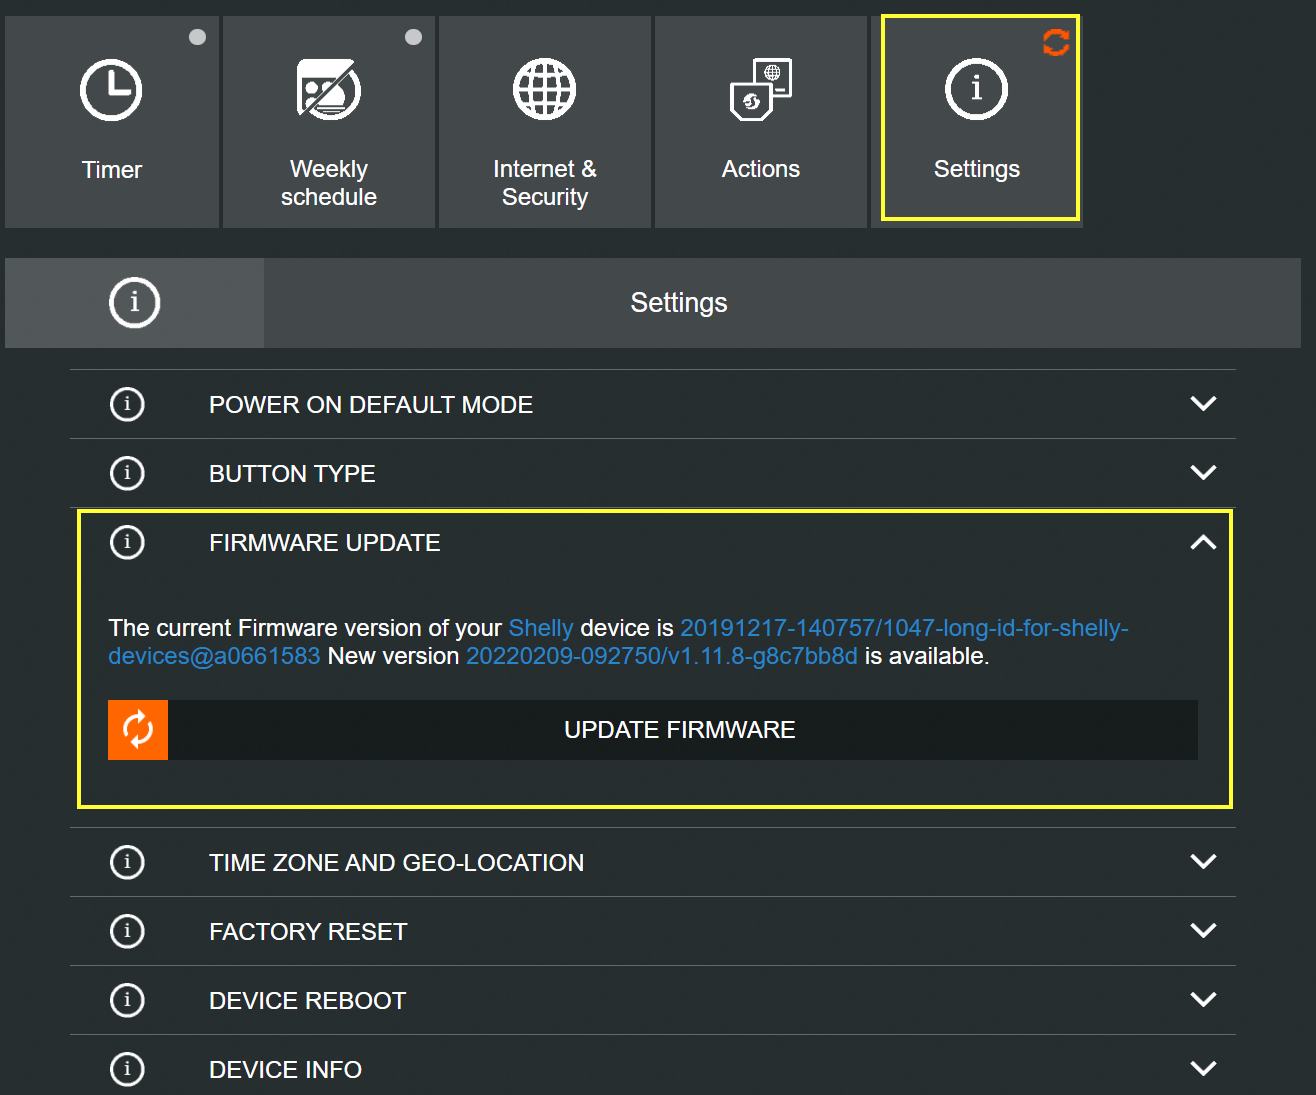 Timer
Weekly
schedule
Internet &
Security
Actions
Settings
Settings
POWER ON DEFAULT MODE
BUTTON TYPE
FIRMWARE UPDATE
The current Firmware version of your Shelly device is 20191217-140757/1047-long-id-for-shelly-
devices@a0661583 New version 20220209-092750/v1.11.8-g8c7bb8d is available.
UPDATE FIRMWARE
TIME ZONE AND GEO-LOCATION
FACTORY RESET
DEVICE REBOOT
DEVICE INFO